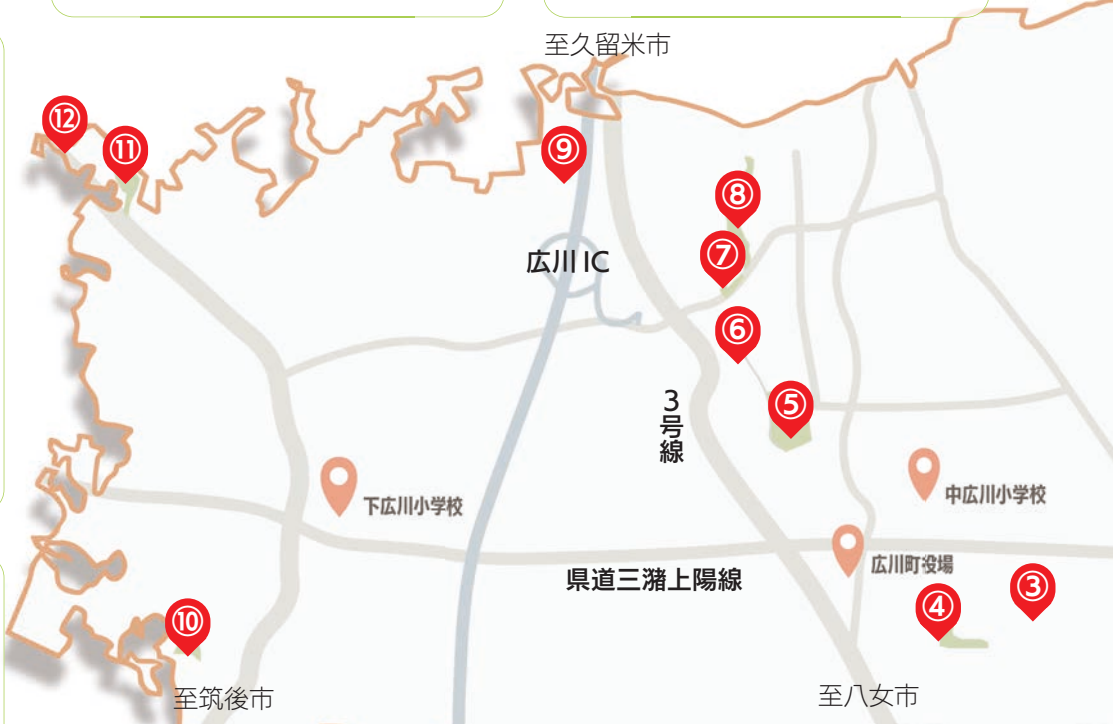 至久留米市
⑫
⑪
⑨
⑧
⑦
広川 IC
⑥
⑤
3号線
下広川小学校
中広川小学校
広川町役場
県道三潴上陽線
③
④
⑩
至筑後市
至八女市